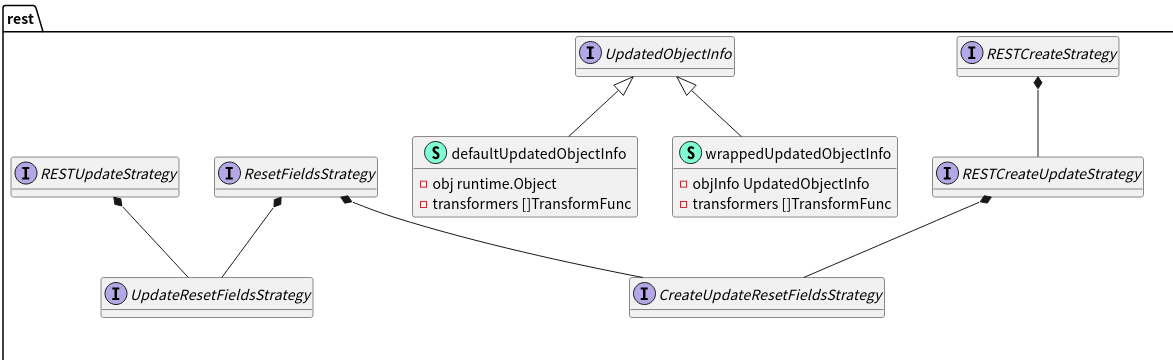 rest
I UpdatedObjectInfo
I RESTCreateStrategy
S defaultUpdatedObjectInfo
obj runtime.Object
transformers []TransformFunc
S wrappedUpdatedObjectInfo
objInfo UpdatedObjectInfo
transformers []TransformFunc
I RESTUpdateStrategy
I ResetFieldsStrategy
I RESTCreateUpdateStrategy
I UpdateResetFieldsStrategy
I CreateUpdateResetFieldsStrategy